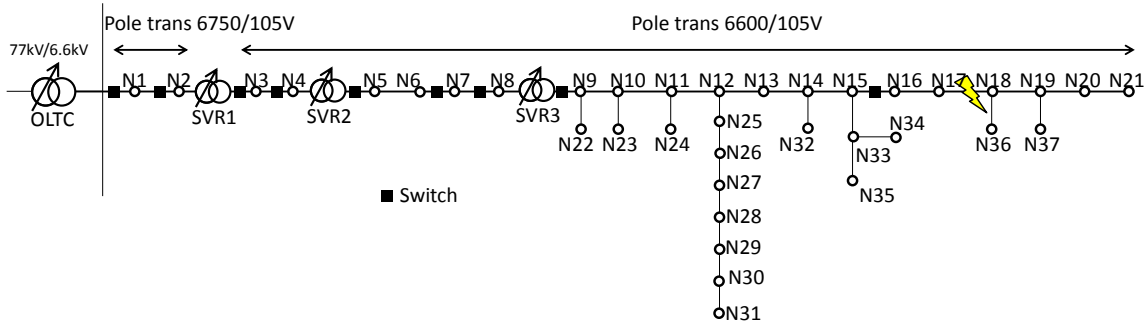 Pole trans 6750/105V
Pole trans 6600/105V
77kV/6.6kV
N1 N2 N3 N4 N5 N6 N7 N8 N9 N10 N11 N12 N13 N14 N15 N16 N17 N18 N19 N20 N21
OLTC SVR1 SVR2 SVR3
N22 N23 N24 N25 N32 N33 N34 N36 N37
N26
N27
N35
Switch
N28
N29
N30
N31